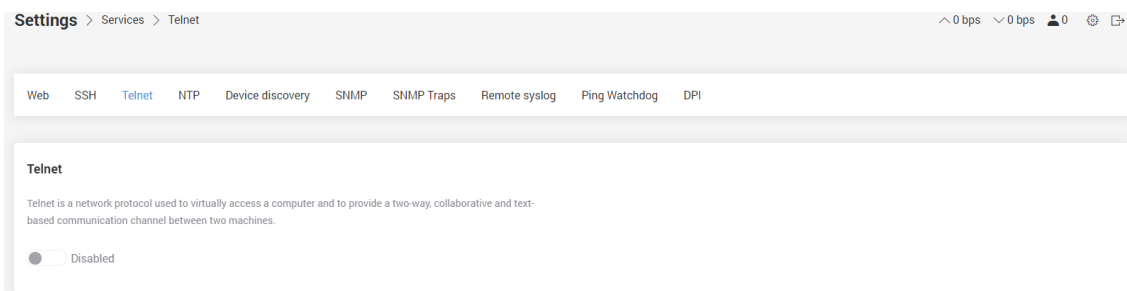 Settings > Services > Telnet
0 bps 0 bps 0
Web SSH Telnet NTP Device discovery SNMP SNMP Traps Remote syslog Ping Watchdog DPI
Telnet
Telnet is a network protocol used to virtually access a computer and to provide a two-way, collaborative and text-
based communication channel between two machines.
Disabled